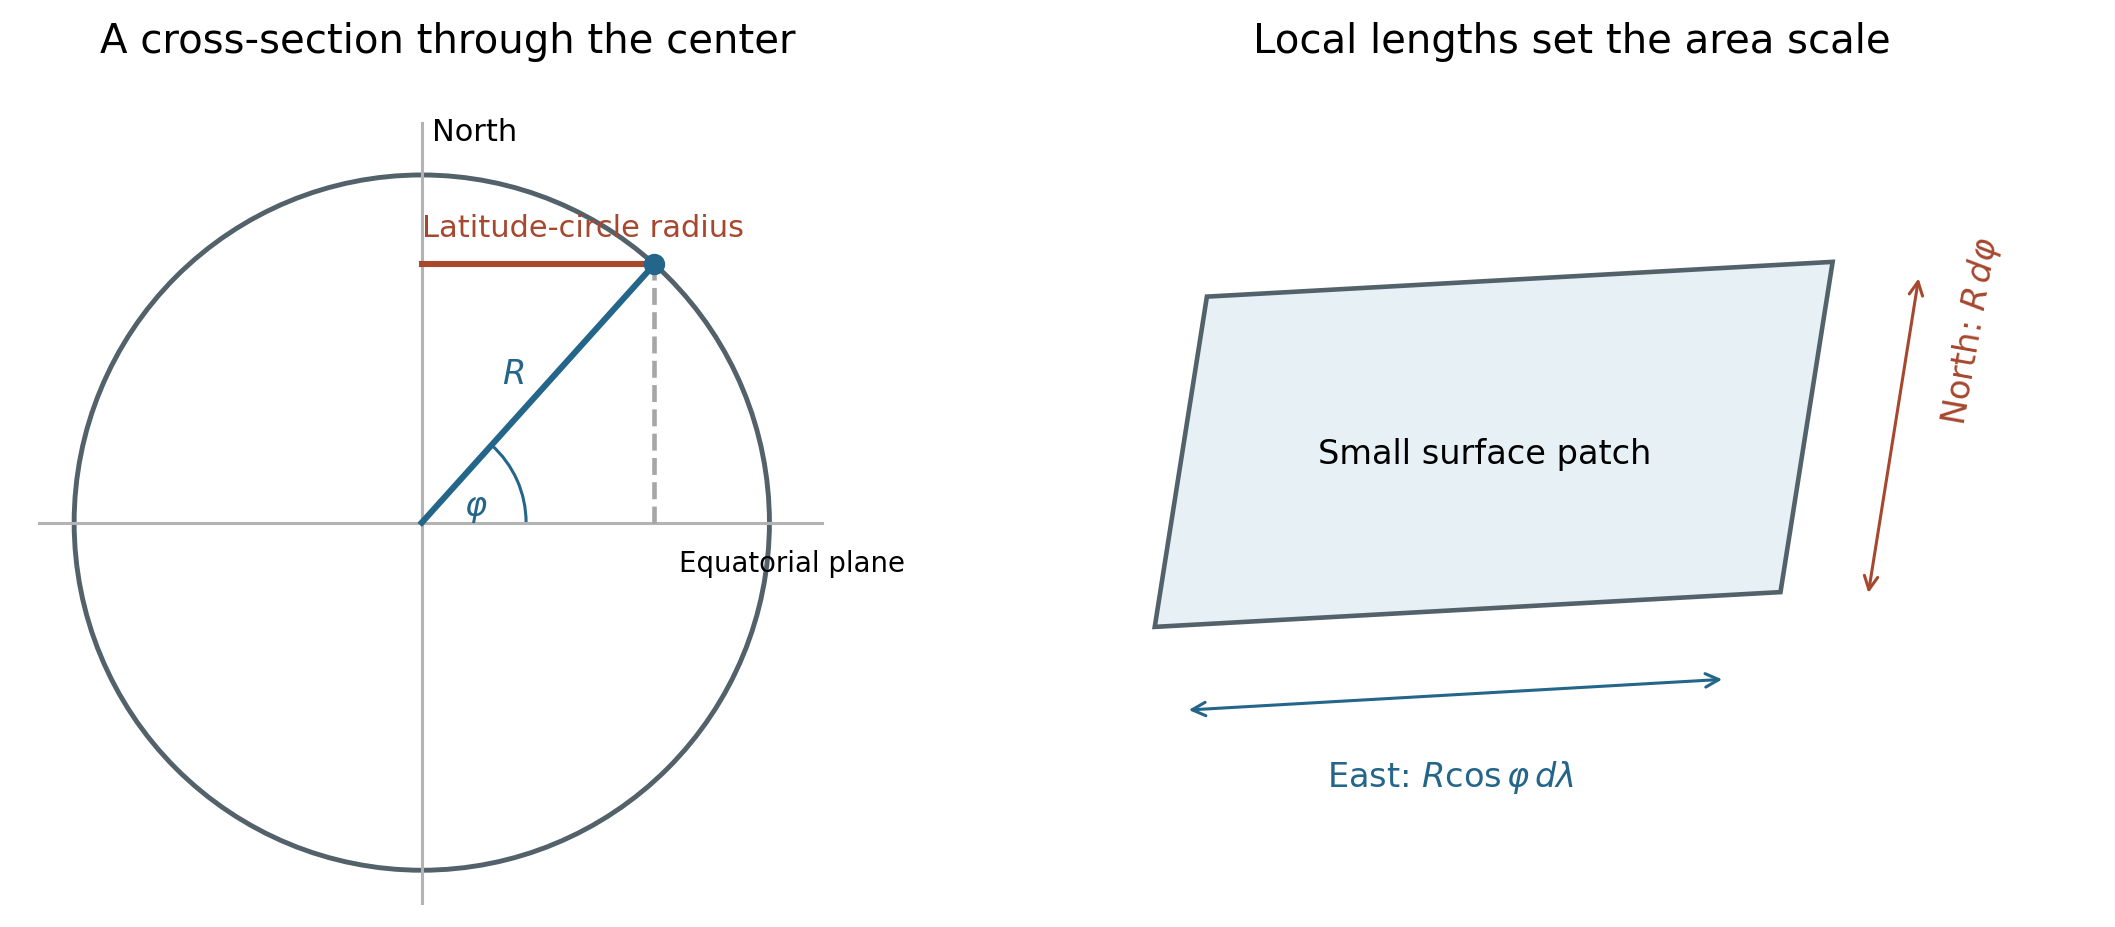 A cross-section through the center
North
Latitude-circle radius
R
φ
Equatorial plane
Local lengths set the area scale
North: R dφ
Small surface patch
East: R cos φ dλ